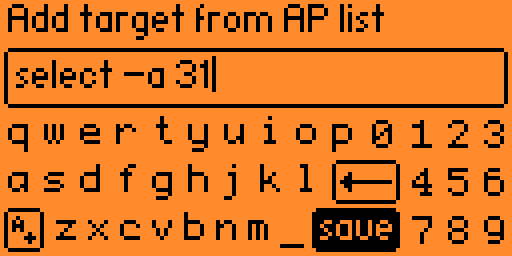 Add target from AP list
select -a 31
q w e r t y u i o p 0 1 2 3
a s d f g h j k l ← 4 5 6
A+ z x c v b n m _ save 7 8 9